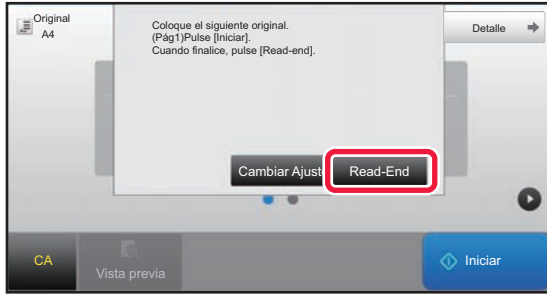 Original
A4
Coloque el siguiente original.
(Pág1)Pulse [Iniciar].
Cuando finalice, pulse [Read-end].
Detalle
Cambiar Ajust
Read-End
CA
Vista previa
Iniciar